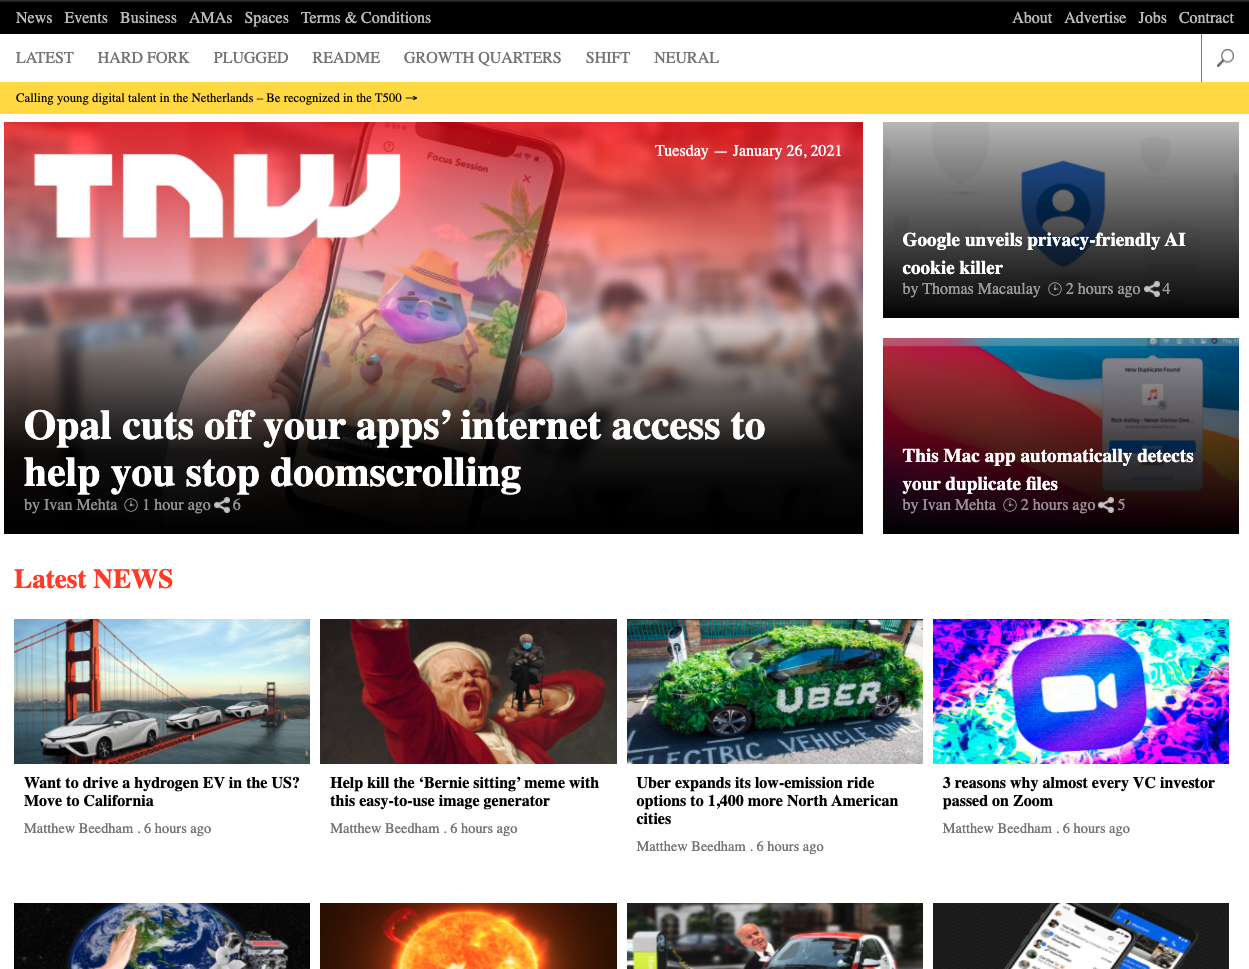 News Events Business AMAs Spaces Terms & Conditions About Advertise Jobs Contract
LATEST HARD FORK PLUGGED README GROWTH QUARTERS SHIFT NEURAL
Calling young digital talent in the Netherlands – Be recognized in the T500 →
TNW
Tuesday — January 26, 2021
Focus Session
Opal cuts off your apps’ internet access to
help you stop doomscrolling
by Ivan Mehta 1 hour ago 6
Google unveils privacy-friendly AI
cookie killer
by Thomas Macaulay 2 hours ago 4
New Duplicate Found
This Mac app automatically detects
your duplicate files
by Ivan Mehta 2 hours ago 5
Latest NEWS
UBER
ELECTRIC VEHICLE
Want to drive a hydrogen EV in the US?
Move to California
Matthew Beedham . 6 hours ago
Help kill the ‘Bernie sitting’ meme with
this easy-to-use image generator
Matthew Beedham . 6 hours ago
Uber expands its low-emission ride
options to 1,400 more North American
cities
Matthew Beedham . 6 hours ago
3 reasons why almost every VC investor
passed on Zoom
Matthew Beedham . 6 hours ago